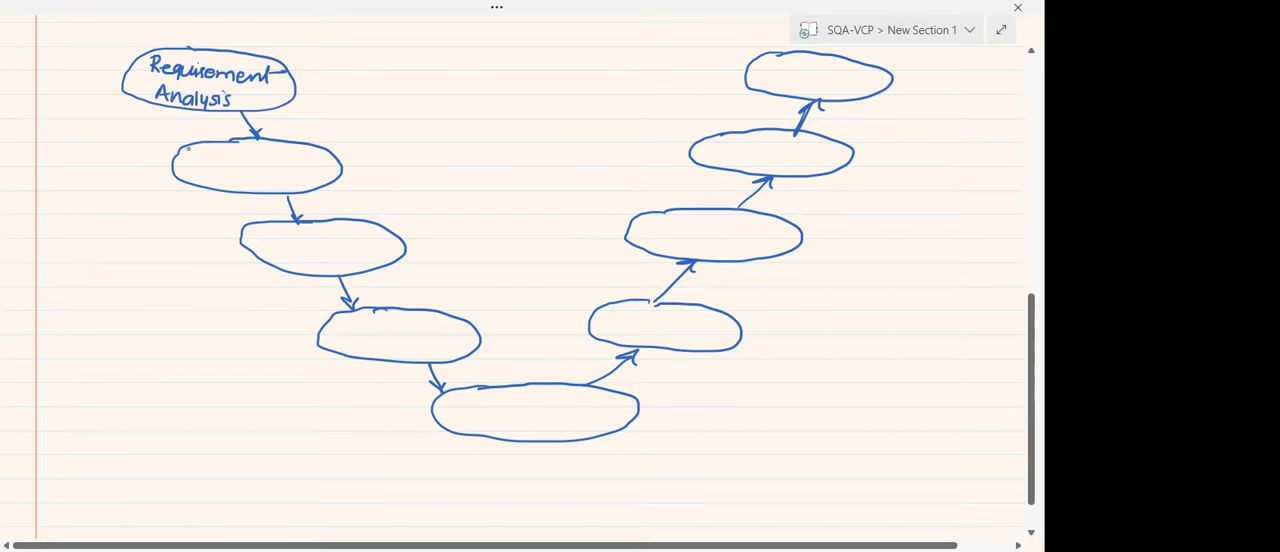 SQA-VCP > New Section 1
Requirement
Analysis